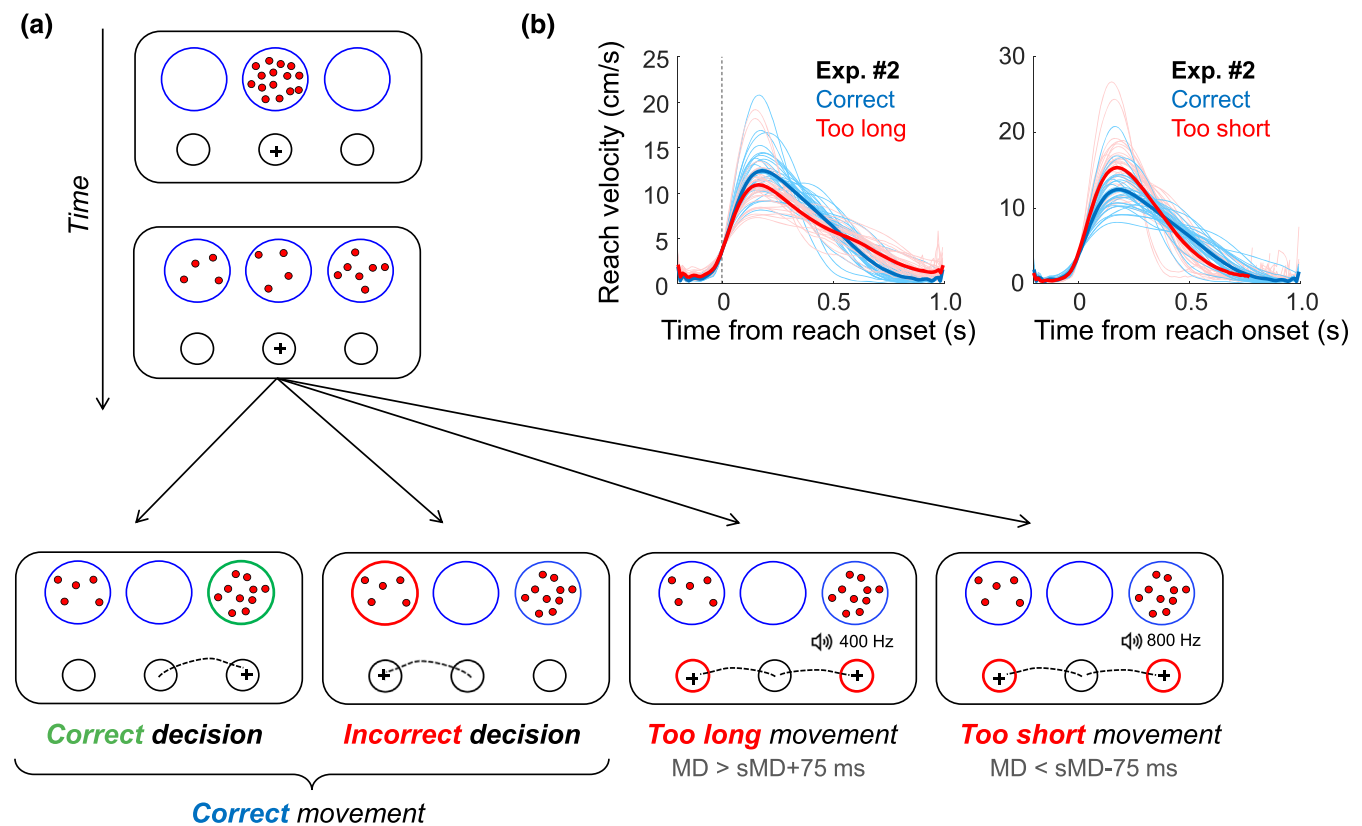 (a)
Time
(b)
Reach velocity (cm/s)
25
20
15
10
5
0
Exp. #2
Correct
Too long
0
0.5
1.0
Time from reach onset (s)
30
20
10
0
Exp. #2
Correct
Too short
0
0.5
1.0
Time from reach onset (s)
400 Hz
800 Hz
Correct decision
Incorrect decision
Too long movement
MD > sMD+75 ms
Too short movement
MD < sMD-75 ms
Correct movement